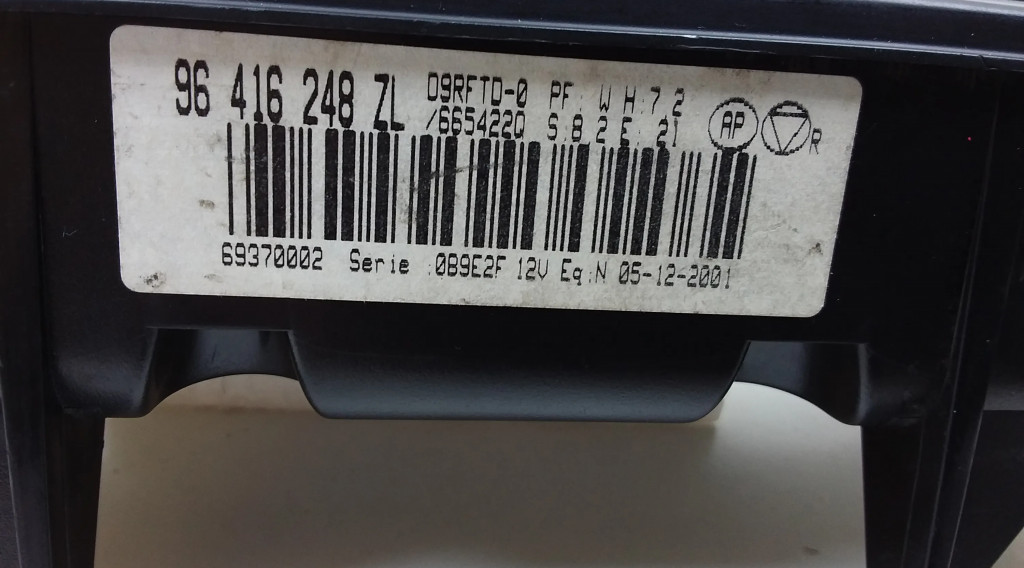 96 416 248 ZL
D9RFTD-0 PF: W H:7.2
/665422Q S.8.2 E:21
AP
R
69370002 Serie :0B9E2F 12V Eq:N 05-12-2001